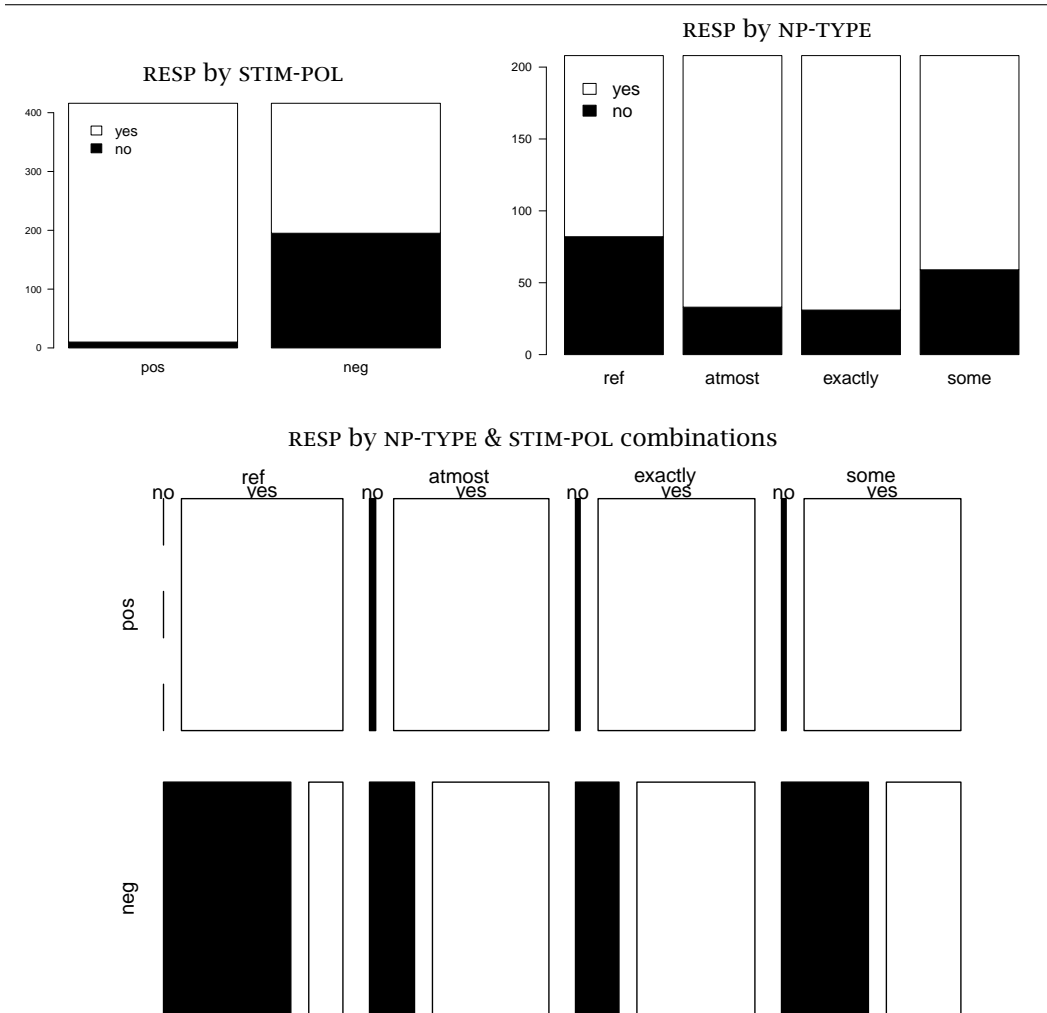 RESP by STIM-POL
400
300
200
100
0
yes
no
pos neg
RESP by NP-TYPE
200
150
100
50
0
yes
no
ref atmost exactly some
RESP by NP-TYPE & STIM-POL combinations
ref atmost exactly some
no yes no yes no yes no yes
pos
neg